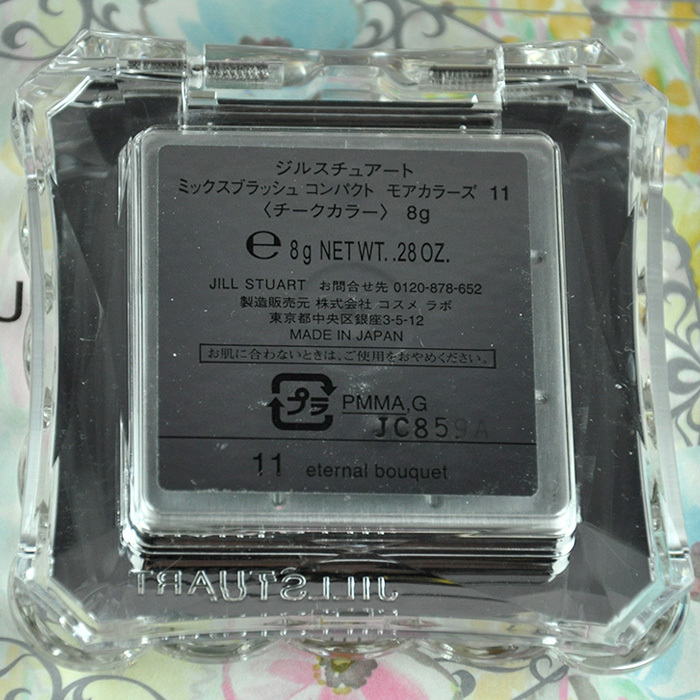 ジルスチュアート
ミックスブラッシュ コンパクト モアカラーズ 11
〈チークカラー〉 8g
℮ 8g NET WT. .28 OZ.
JILL STUART お問合せ先 0120-878-652
製造販売元 株式会社 コスメ ラボ
東京都中央区銀座3-5-12
MADE IN JAPAN
お肌に合わないときは、ご使用をおやめください。
プラ PMMA,G
JC859A
11 eternal bouquet
JILL STUART
U